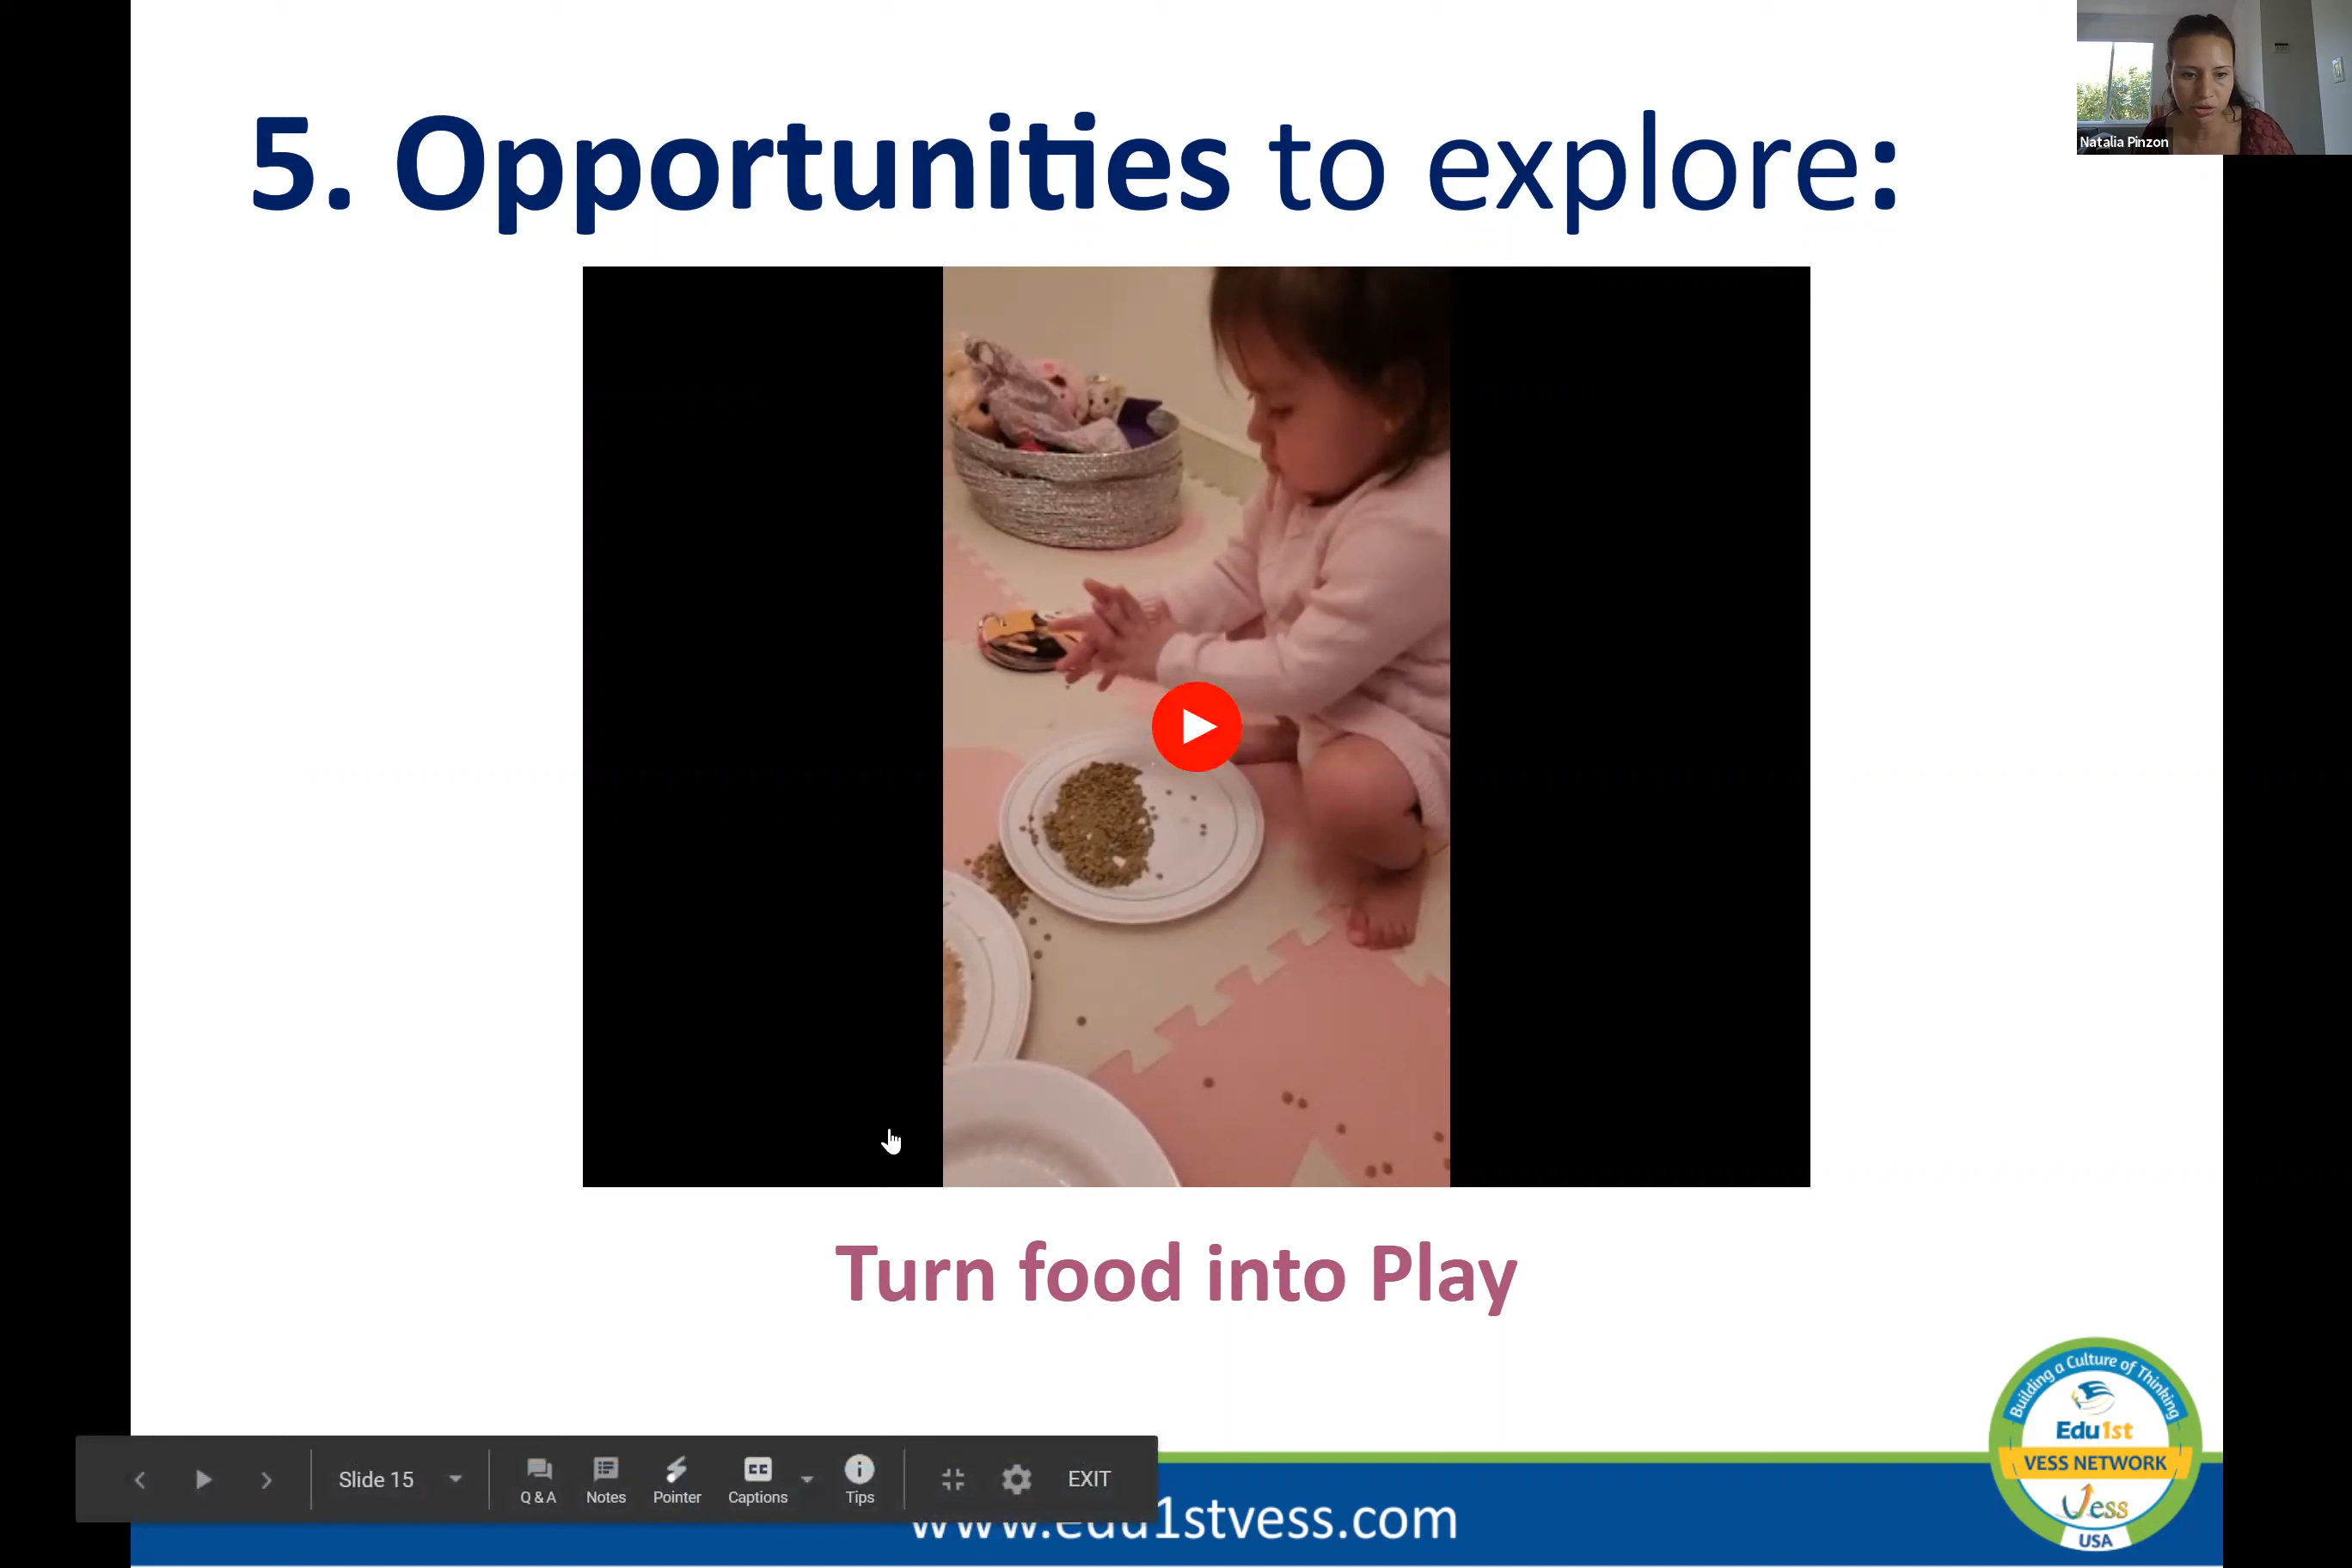 5. Opportunities to explore:
Natalia Pinzon
Turn food into Play
Building a Culture of Thinking
Edu1st
VESS NETWORK
Vess
USA
Slide 15
Q & A
Notes
Pointer
CC
Captions
Tips
EXIT
www.edu1stvess.com